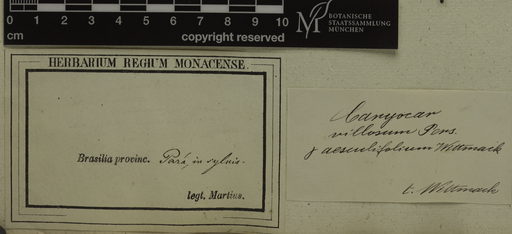 0 1 2 3 4 5 6 7 8 9 10
cm
copyright reserved
BOTANISCHE
STAATSSAMMLUNG
MÜNCHEN
HERBARIUM REGIUM MONACENSE.
Brasilia provinc. Pará, in sylvis.
legt. Martius.
Caryocar
villosum Pers.
γ aesculifolium Wittmack
t. Wittmack